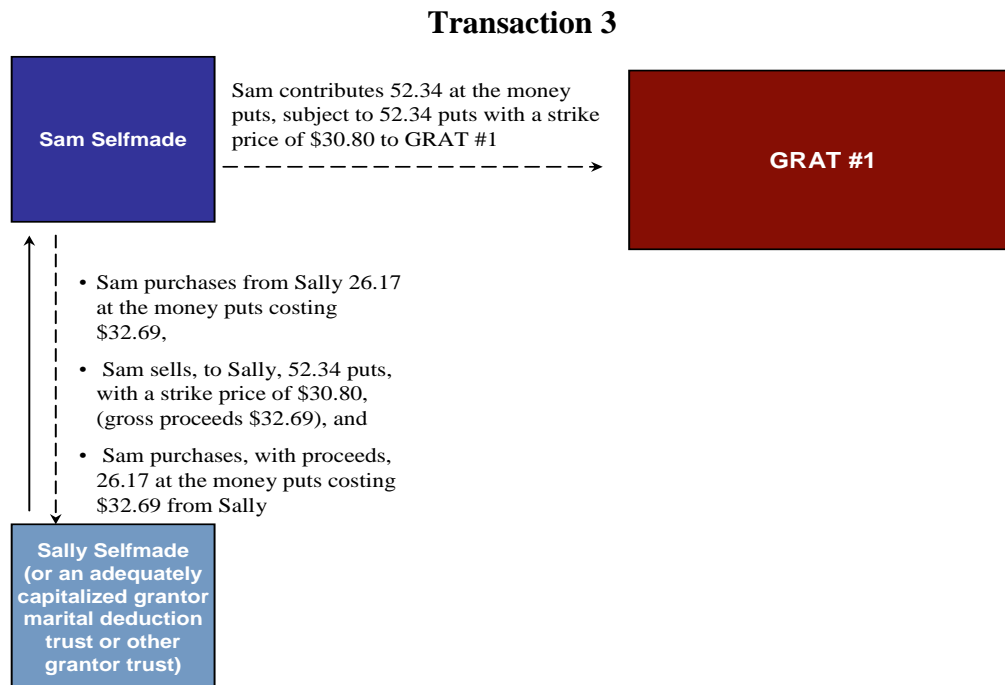 Transaction 3
Sam Selfmade
Sam contributes 52.34 at the money
puts, subject to 52.34 puts with a strike
price of $30.80 to GRAT #1
GRAT #1
• Sam purchases from Sally 26.17
at the money puts costing
$32.69,
• Sam sells, to Sally, 52.34 puts,
with a strike price of $30.80,
(gross proceeds $32.69), and
• Sam purchases, with proceeds,
26.17 at the money puts costing
$32.69 from Sally
Sally Selfmade
(or an adequately
capitalized grantor
marital deduction
trust or other
grantor trust)